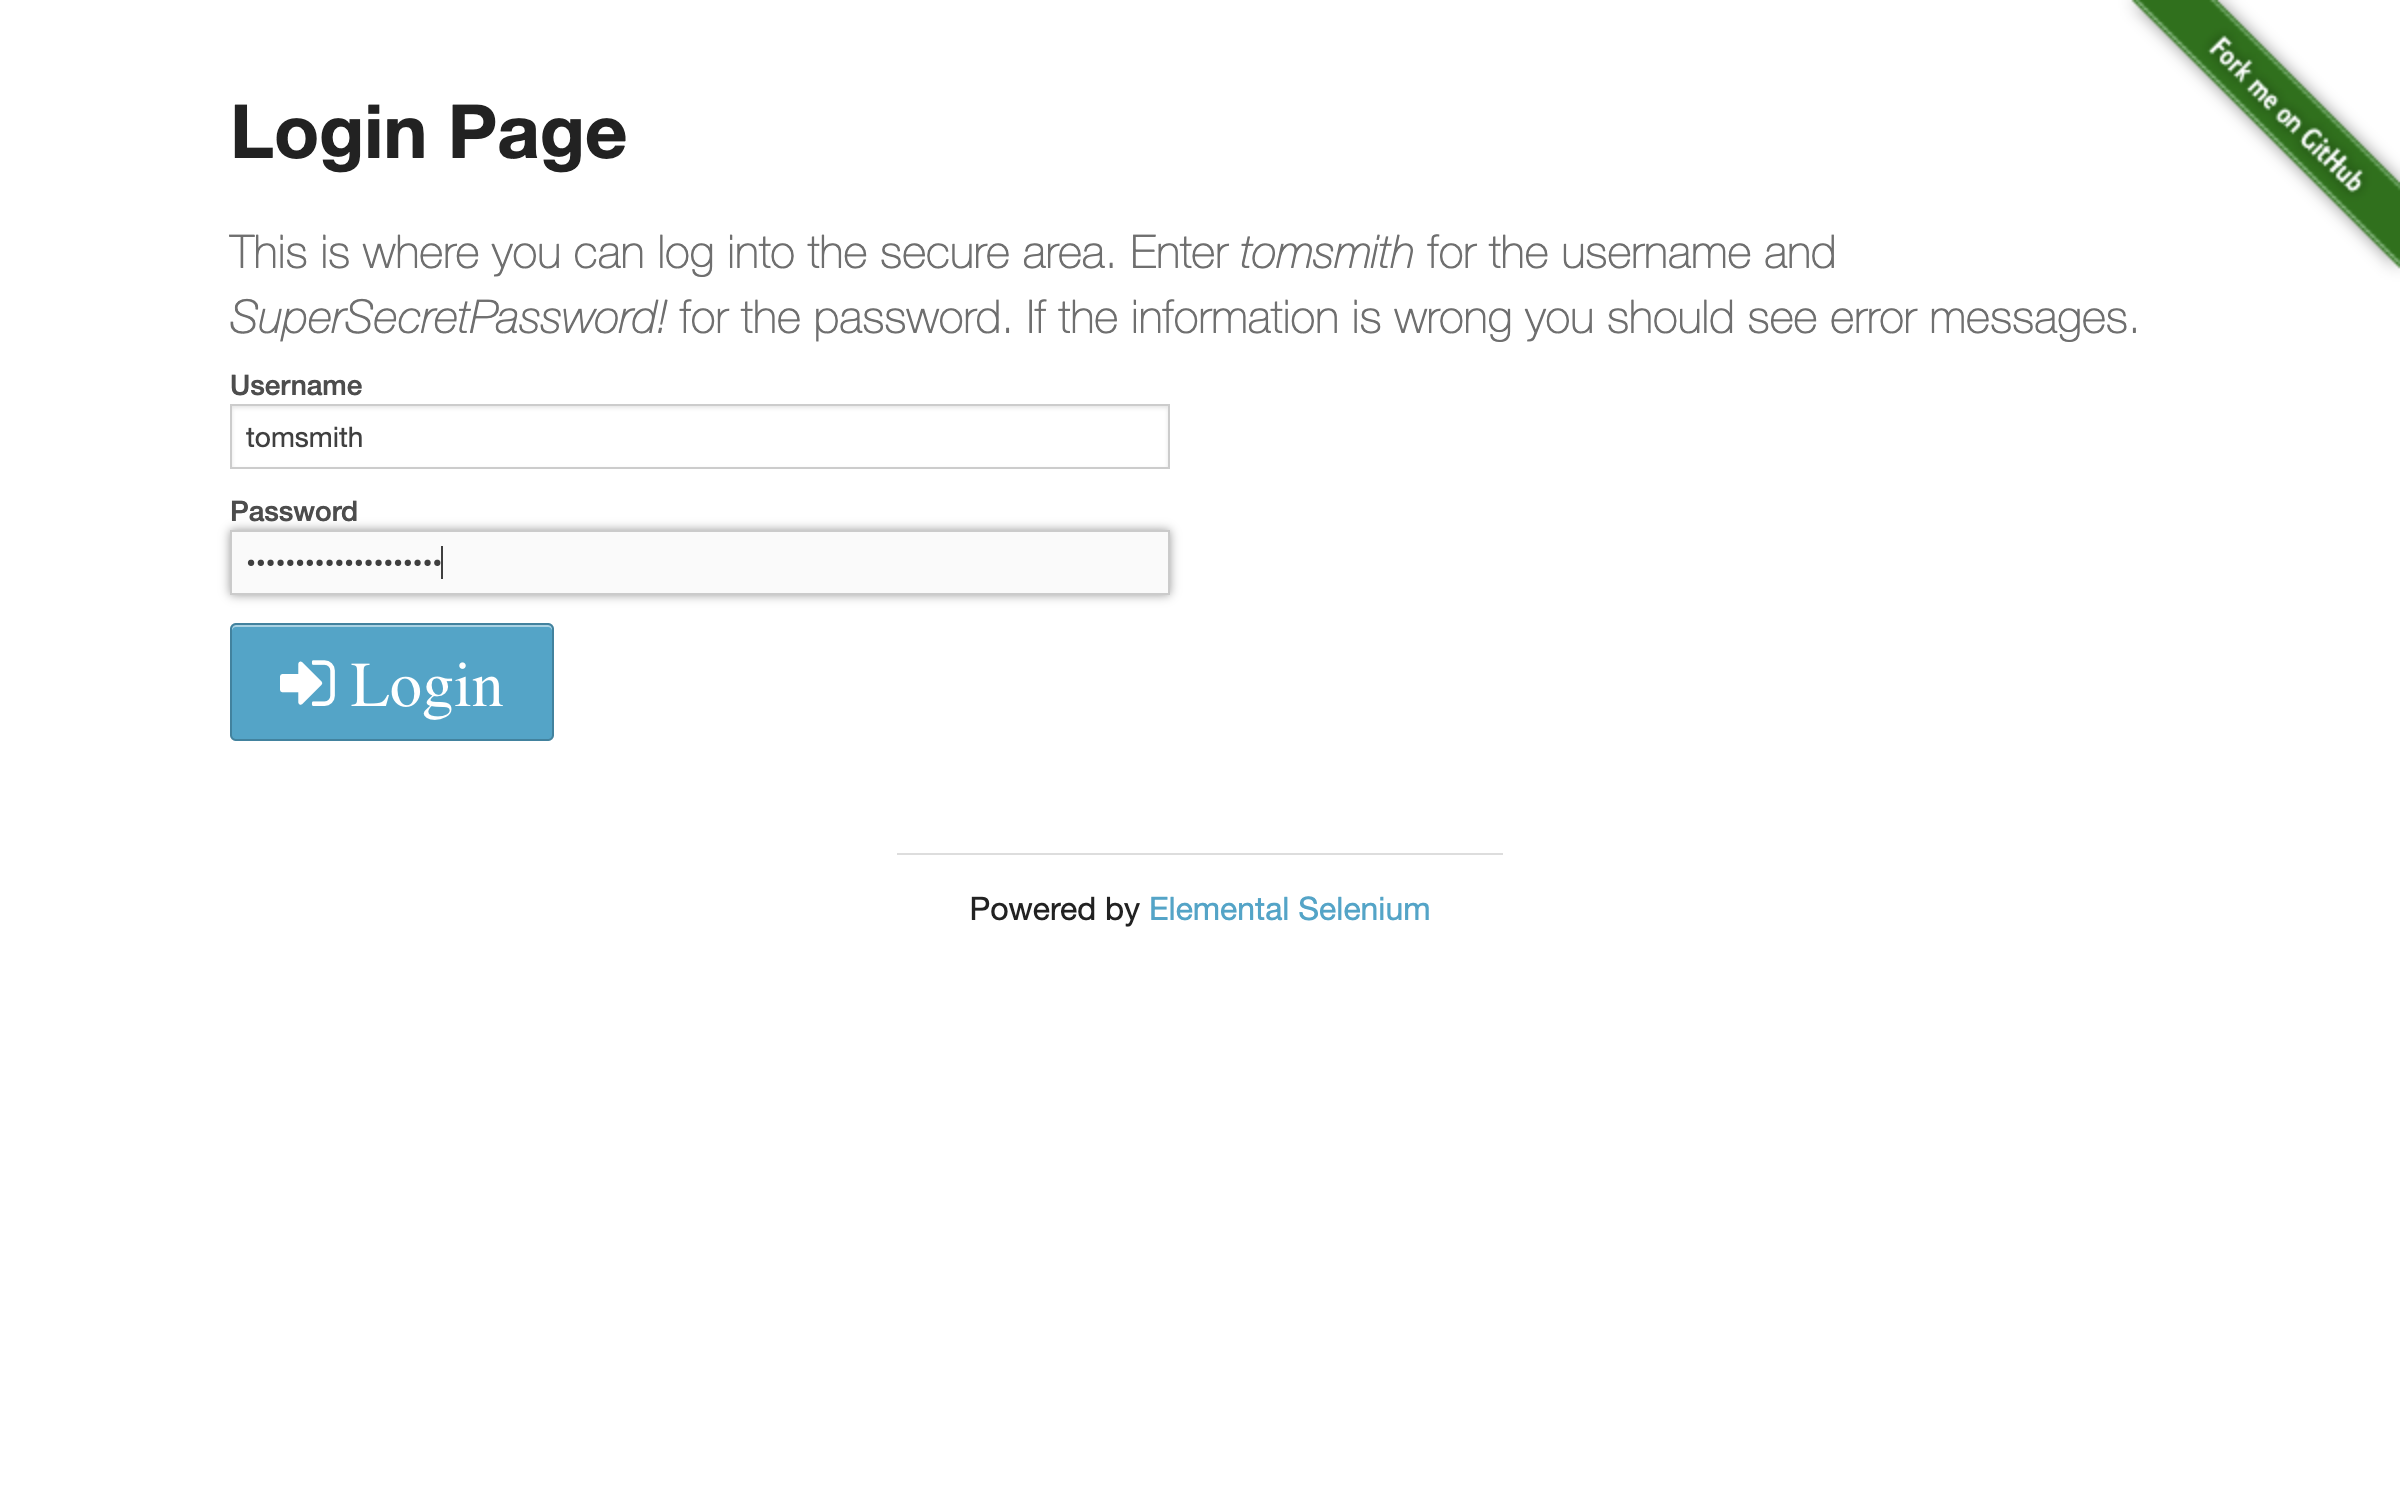 Fork me on GitHub
Login Page
This is where you can log into the secure area. Enter tomsmith for the username and
SuperSecretPassword! for the password. If the information is wrong you should see error messages.
Username
tomsmith
Password
••••••••••••••••••••
Login
Powered by Elemental Selenium